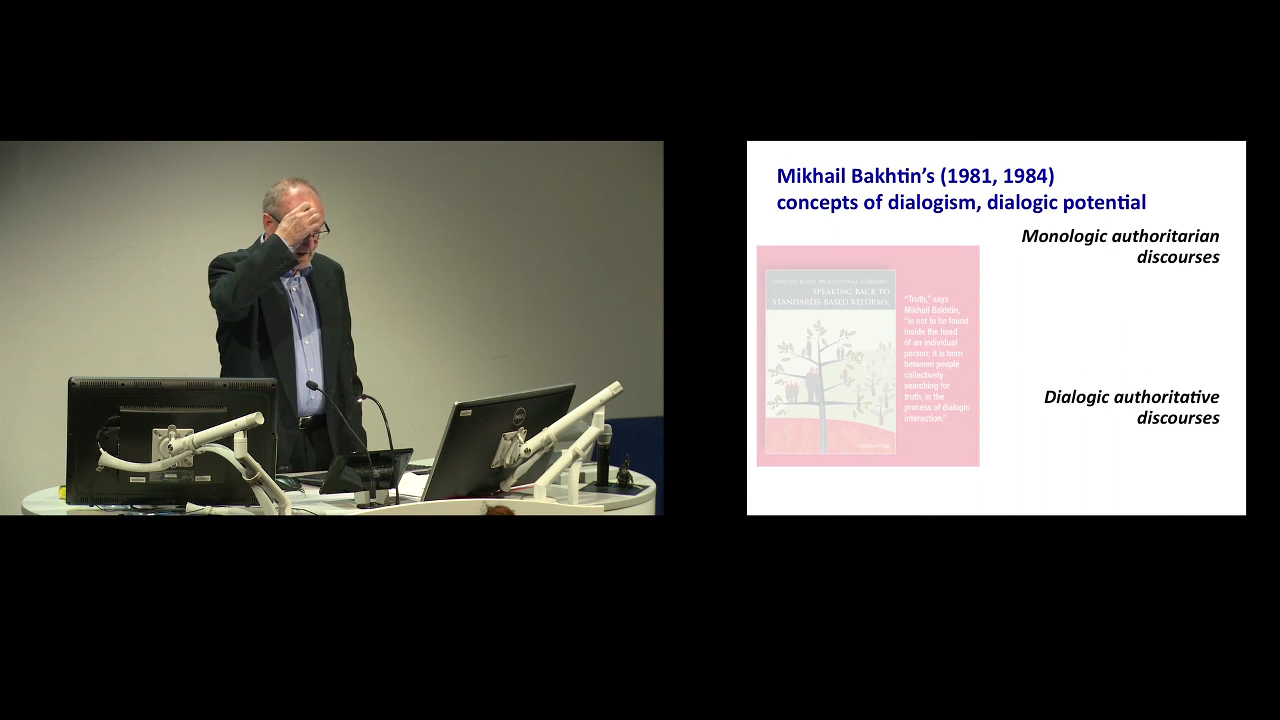 Mikhail Bakhtin’s (1981, 1984)
concepts of dialogism, dialogic potential
Monologic authoritarian
discourses
SPEAKING BACK TO
STANDARDS-BASED REFORMS
“Truth,” says
Mikhail Bakhtin,
“is not to be found
inside the head
of an individual
person; it is born
between people
collectively
searching for
truth, in the
process of dialogic
interaction.”
Dialogic authoritative
discourses
DELL